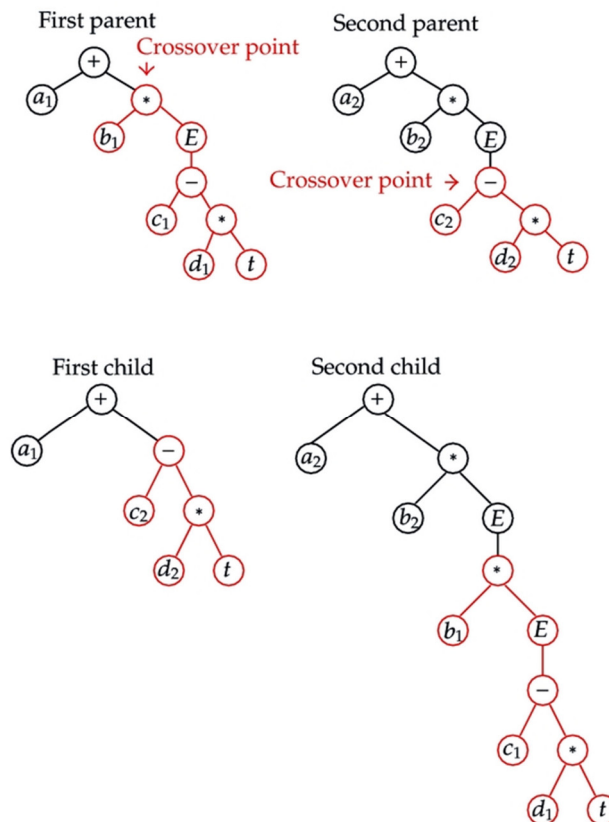 First parent
Second parent
Crossover point
+
a₁
*
b₁
E
−
c₁
*
d₁
t
+
a₂
*
b₂
E
Crossover point
−
c₂
*
d₂
t
First child
Second child
+
a₁
−
c₂
*
d₂
t
+
a₂
*
b₂
E
*
b₁
E
−
c₁
*
d₁
t